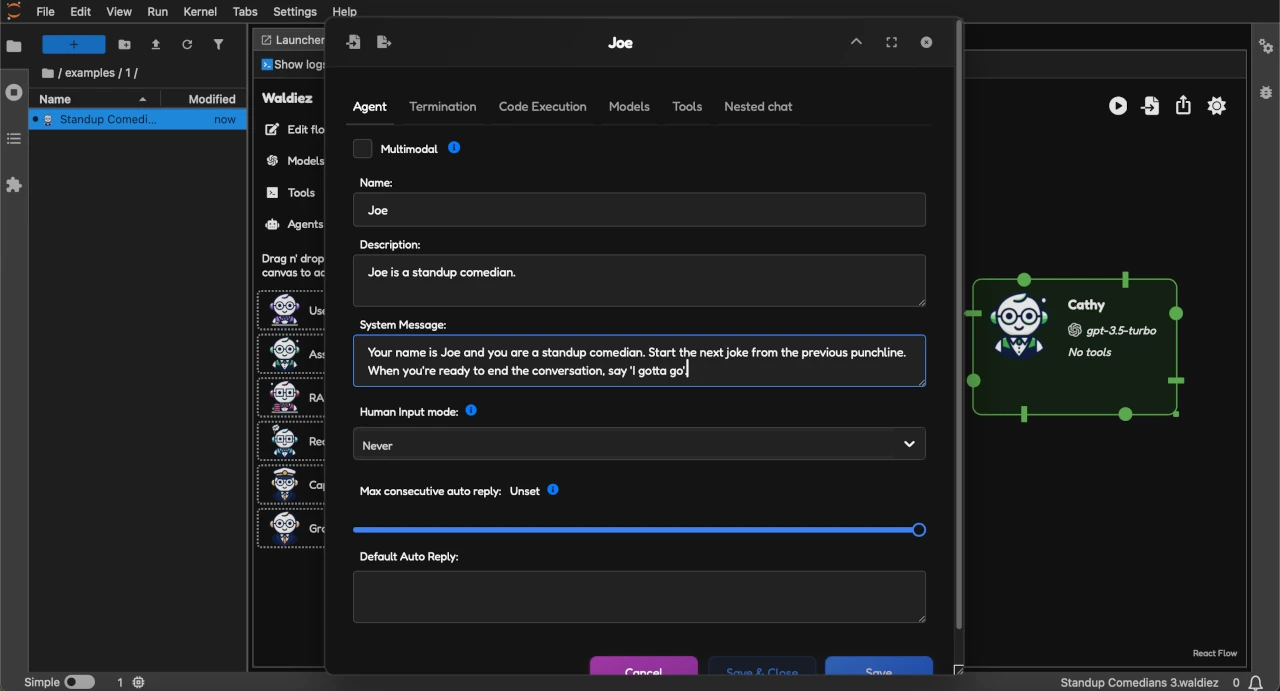 File Edit View Run Kernel Tabs Settings Help
/ examples / 1 /
Name Modified
Standup Comedi... now
Launcher
Show logs
Waldiez
Edit flo
Models
Tools
Agents
Drag n' drop
canvas to ad
Use
Ass
RA
Rea
Cap
Gro
Joe
Agent Termination Code Execution Models Tools Nested chat
Multimodal
Name:
Joe
Description:
Joe is a standup comedian.
System Message:
Your name is Joe and you are a standup comedian. Start the next joke from the previous punchline.
When you're ready to end the conversation, say 'I gotta go'.
Human Input mode:
Never
Max consecutive auto reply: Unset
Default Auto Reply:
Cancel Save & Close Save
Cathy
gpt-3.5-turbo
No tools
React Flow
Simple 1 Standup Comedians 3.waldiez 0